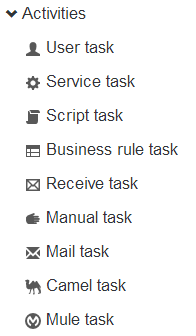 Activities
User task
Service task
Script task
Business rule task
Receive task
Manual task
Mail task
Camel task
Mule task